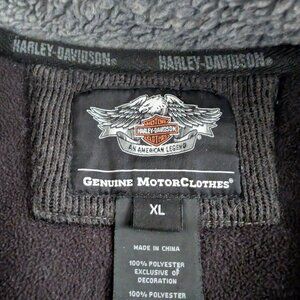 HARLEY-DAVIDSON HARLEY-DAVIDSON®
MOTOR
HARLEY-DAVIDSON
CLOTHES
AN AMERICAN LEGEND
GENUINE MOTORCLOTHES®
XL
MADE IN CHINA
100% POLYESTER
EXCLUSIVE OF
DECORATION
100% POLYESTER